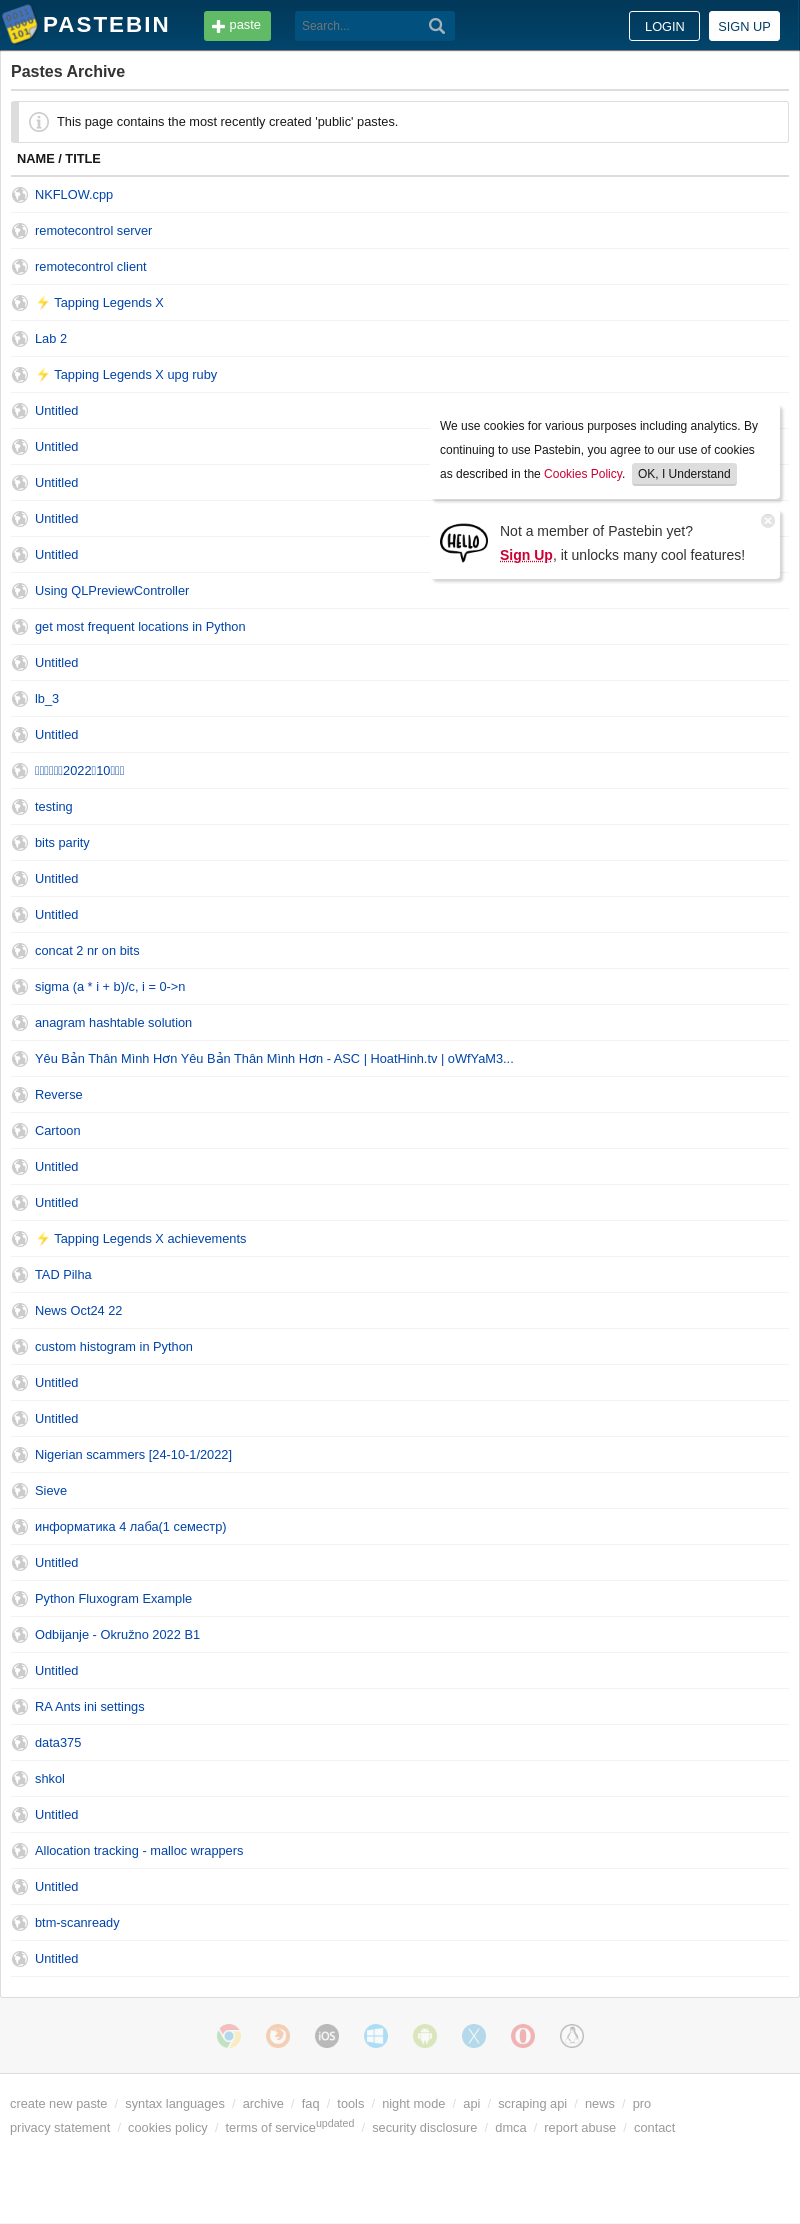 PASTEBIN
paste
Search...
LOGIN
SIGN UP
Pastes Archive
This page contains the most recently created 'public' pastes.
NAME / TITLE
NKFLOW.cpp
remotecontrol server
remotecontrol client
⚡ Tapping Legends X
Lab 2
⚡ Tapping Legends X upg ruby
Untitled
Untitled
Untitled
Untitled
Untitled
We use cookies for various purposes including analytics. By
continuing to use Pastebin, you agree to our use of cookies
as described in the Cookies Policy. OK, I Understand
HELLO
Not a member of Pastebin yet?
Sign Up, it unlocks many cool features!
Using QLPreviewController
get most frequent locations in Python
Untitled
lb_3
Untitled
2022 10
testing
bits parity
Untitled
Untitled
concat 2 nr on bits
sigma (a * i + b)/c, i = 0->n
anagram hashtable solution
Yêu Bản Thân Mình Hơn Yêu Bản Thân Mình Hơn - ASC | HoatHinh.tv | oWfYaM3...
Reverse
Cartoon
Untitled
Untitled
⚡ Tapping Legends X achievements
TAD Pilha
News Oct24 22
custom histogram in Python
Untitled
Untitled
Nigerian scammers [24-10-1/2022]
Sieve
информатика 4 лаба(1 семестр)
Untitled
Python Fluxogram Example
Odbijanje - Okružno 2022 B1
Untitled
RA Ants ini settings
data375
shkol
Untitled
Allocation tracking - malloc wrappers
Untitled
btm-scanready
Untitled
iOS
create new paste / syntax languages / archive / faq / tools / night mode / api / scraping api / news / pro
privacy statement / cookies policy / terms of service updated / security disclosure / dmca / report abuse / contact